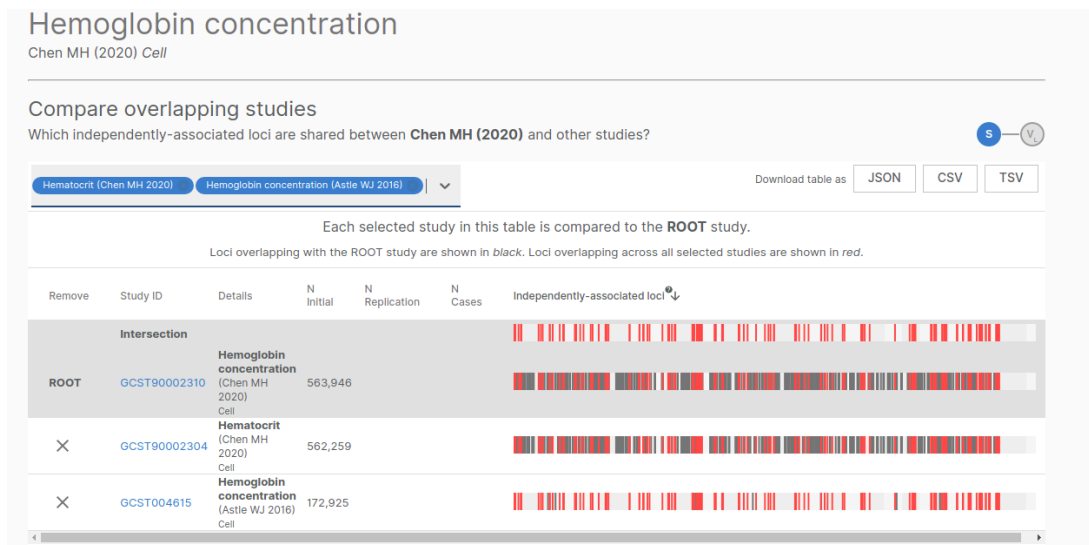 Hemoglobin concentration
Chen MH (2020) Cell
Compare overlapping studies
Which independently-associated loci are shared between Chen MH (2020) and other studies?
S
V
L
Hematocrit (Chen MH 2020)
Hemoglobin concentration (Astle WJ 2016)
Download table as
JSON
CSV
TSV
Each selected study in this table is compared to the ROOT study.
Loci overlapping with the ROOT study are shown in black. Loci overlapping across all selected studies are shown in red.
Remove
Study ID
Details
N
Initial
N
Replication
N
Cases
Independently-associated loci
Intersection
ROOT
GCST90002310
Hemoglobin
concentration
(Chen MH
2020)
Cell
563,946
GCST90002304
Hematocrit
(Chen MH
2020)
Cell
562,259
GCST004615
Hemoglobin
concentration
(Astle WJ 2016)
Cell
172,925